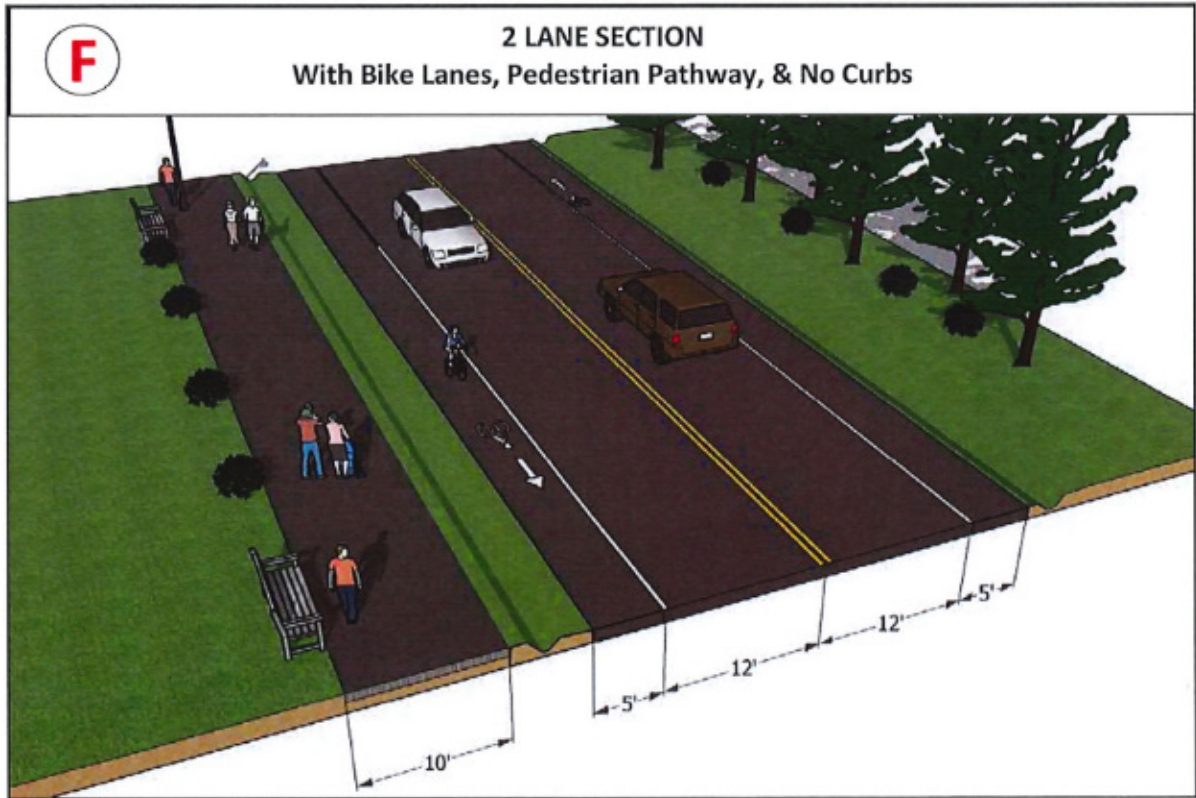 F
2 LANE SECTION
With Bike Lanes, Pedestrian Pathway, & No Curbs
5'
12'
12'
5'
10'